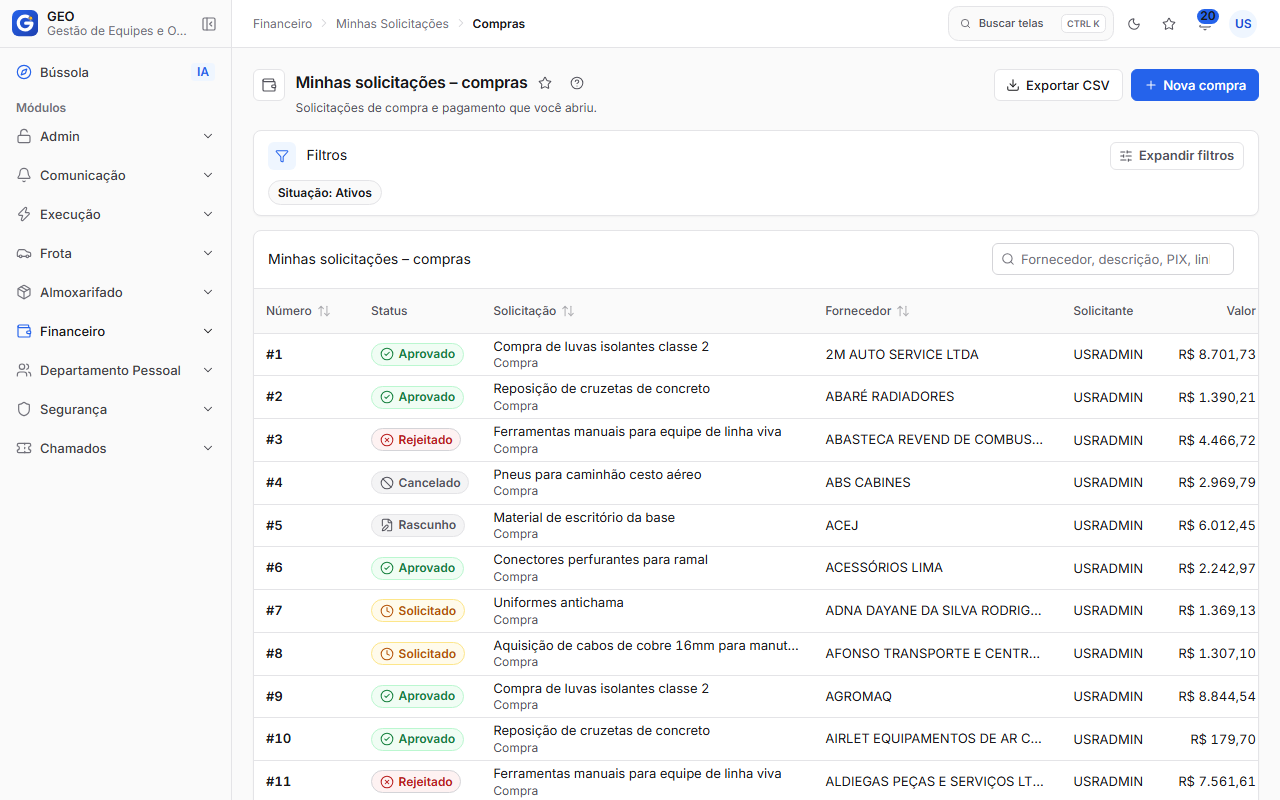 GEO
Gestão de Equipes e O...
Bússola IA
Módulos
Admin
Comunicação
Execução
Frota
Almoxarifado
Financeiro
Departamento Pessoal
Segurança
Chamados
Financeiro Minhas Solicitações Compras
Buscar telas CTRL K 20 US
Minhas solicitações – compras
Solicitações de compra e pagamento que você abriu.
Exportar CSV
+ Nova compra
Filtros
Expandir filtros
Situação: Ativos
Minhas solicitações – compras
Fornecedor, descrição, PIX, lin
Número Status Solicitação Fornecedor Solicitante Valor
#1 Aprovado Compra de luvas isolantes classe 2 2M AUTO SERVICE LTDA USRADMIN R$ 8.701,73
Compra
#2 Aprovado Reposição de cruzetas de concreto ABARÉ RADIADORES USRADMIN R$ 1.390,21
Compra
#3 Rejeitado Ferramentas manuais para equipe de linha viva ABASTECA REVEND DE COMBUS... USRADMIN R$ 4.466,72
Compra
#4 Cancelado Pneus para caminhão cesto aéreo ABS CABINES USRADMIN R$ 2.969,79
Compra
#5 Rascunho Material de escritório da base ACEJ USRADMIN R$ 6.012,45
Compra
#6 Aprovado Conectores perfurantes para ramal ACESSÓRIOS LIMA USRADMIN R$ 2.242,97
Compra
#7 Solicitado Uniformes antichama ADNA DAYANE DA SILVA RODRIG... USRADMIN R$ 1.369,13
Compra
#8 Solicitado Aquisição de cabos de cobre 16mm para manut... AFONSO TRANSPORTE E CENTR... USRADMIN R$ 1.307,10
Compra
#9 Aprovado Compra de luvas isolantes classe 2 AGROMAQ USRADMIN R$ 8.844,54
Compra
#10 Aprovado Reposição de cruzetas de concreto AIRLET EQUIPAMENTOS DE AR C... USRADMIN R$ 179,70
Compra
#11 Rejeitado Ferramentas manuais para equipe de linha viva ALDIEGAS PEÇAS E SERVIÇOS LT... USRADMIN R$ 7.561,61
Compra